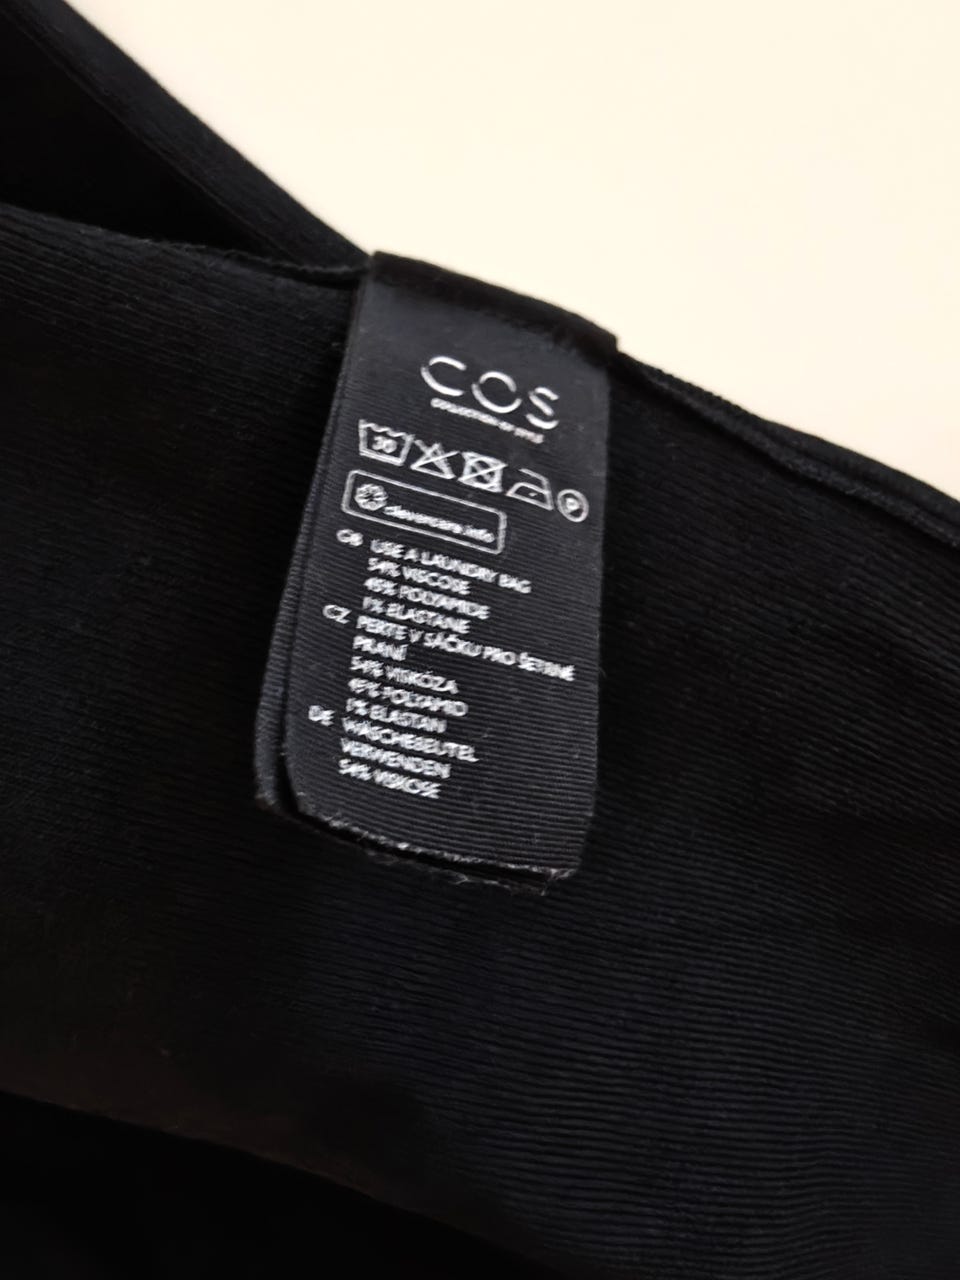 COS
COLLECTION OF STYLE
30
P
clevercare.info
GB USE A LAUNDRY BAG
54% VISCOSE
45% POLYAMIDE
1% ELASTANE
CZ PERTE V SÁČKU PRO ŠETRNÉ
PRANÍ
54% VISKÓZA
45% POLYAMID
1% ELASTAN
DE WÄSCHEBEUTEL
VERWENDEN
54% VISKOSE